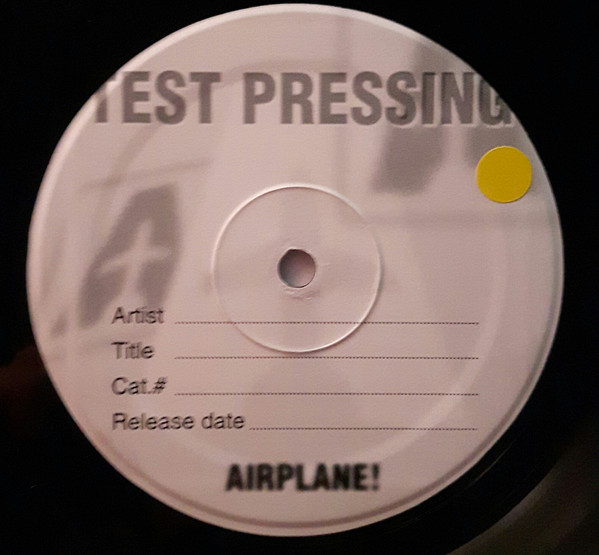 TEST PRESSING
Artist
Title
Cat.#
Release date
AIRPLANE!